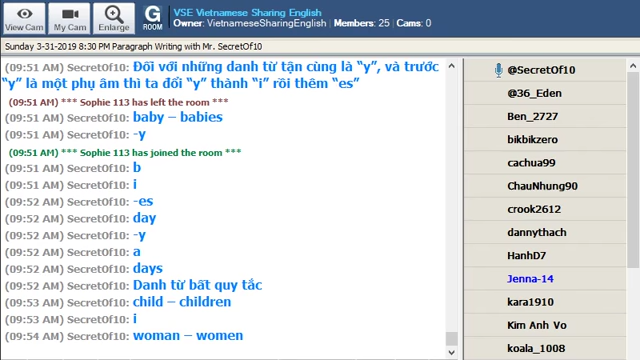 View Cam
My Cam
Enlarge
G
ROOM
VSE Vietnamese Sharing English
Owner: VietnameseSharingEnglish | Members: 25 | Cams: 0
Sunday 3-31-2019 8:30 PM Paragraph Writing with Mr. SecretOf10
(09:51 AM) SecretOf10: Đối với những danh từ tận cùng là “y”, và trước
“y” là một phụ âm thì ta đổi “y” thành “i” rồi thêm “es”
(09:51 AM) *** Sophie 113 has left the room ***
(09:51 AM) SecretOf10: baby – babies
(09:51 AM) SecretOf10: -y
(09:51 AM) *** Sophie 113 has joined the room ***
(09:51 AM) SecretOf10: b
(09:51 AM) SecretOf10: i
(09:52 AM) SecretOf10: -es
(09:52 AM) SecretOf10: day
(09:52 AM) SecretOf10: -y
(09:52 AM) SecretOf10: a
(09:52 AM) SecretOf10: days
(09:52 AM) SecretOf10: Danh từ bất quy tắc
(09:53 AM) SecretOf10: child – children
(09:53 AM) SecretOf10: i
(09:54 AM) SecretOf10: woman – women
@SecretOf10
@36_Eden
Ben_2727
bikbikzero
cachua99
ChauNhung90
crook2612
dannythach
HanhD7
Jenna-14
kara1910
Kim Anh Vo
koala_1008